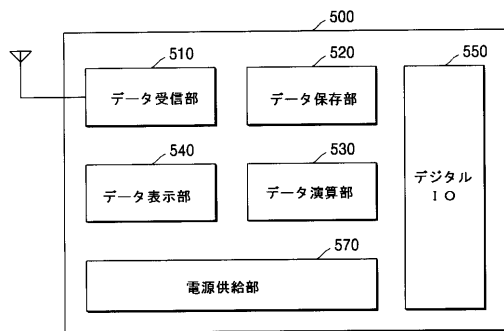 500
510
データ受信部
520
データ保存部
550
デジタル
IO
540
データ表示部
530
データ演算部
570
電源供給部